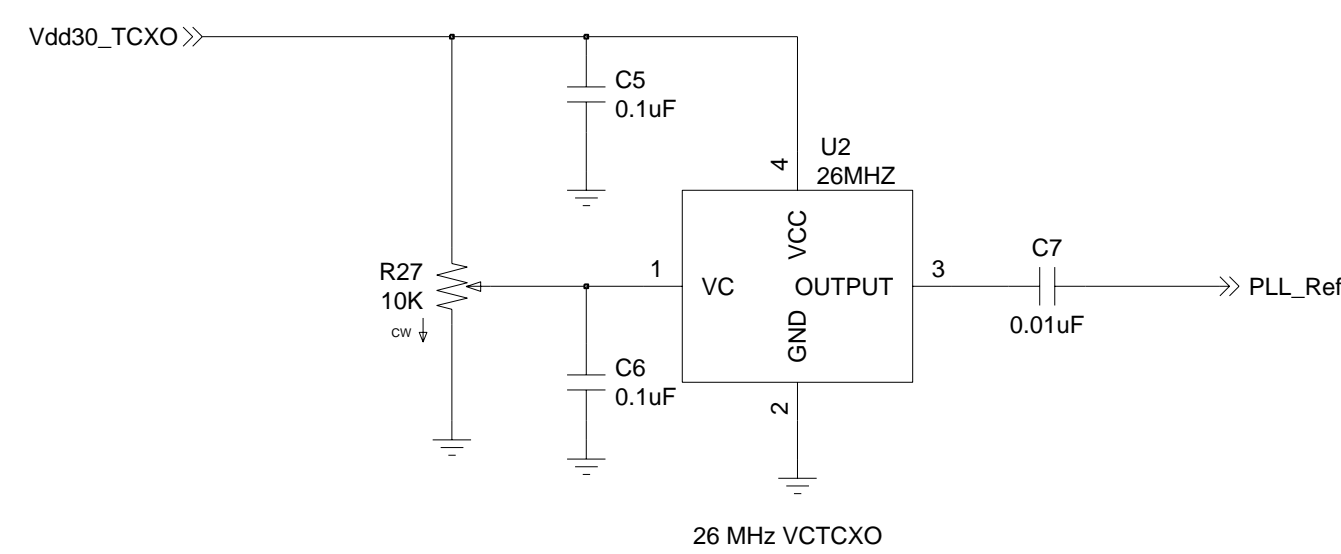 Vdd30_TCXO
C5
0.1uF
U2
26MHZ
4
VCC
R27
10K
CW
1
VC
OUTPUT
3
C7
0.01uF
PLL_Ref
GND
C6
0.1uF
2
26 MHz VCTCXO